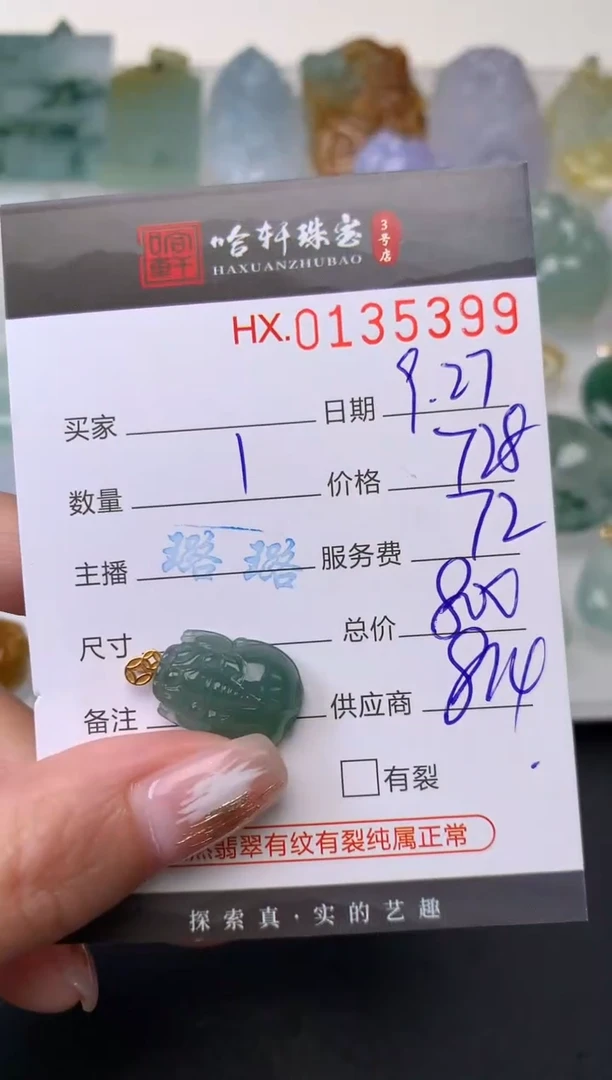 哈轩珠宝 3号店
HAXUANZHUBAO
HX.0135399
买家 日期 9.27
数量 1 价格 728
主播 璐璐 服务费 72
尺寸 总价 800
备注 供应商 814
有裂
翡翠有纹有裂纯属正常
探索真·实的艺趣